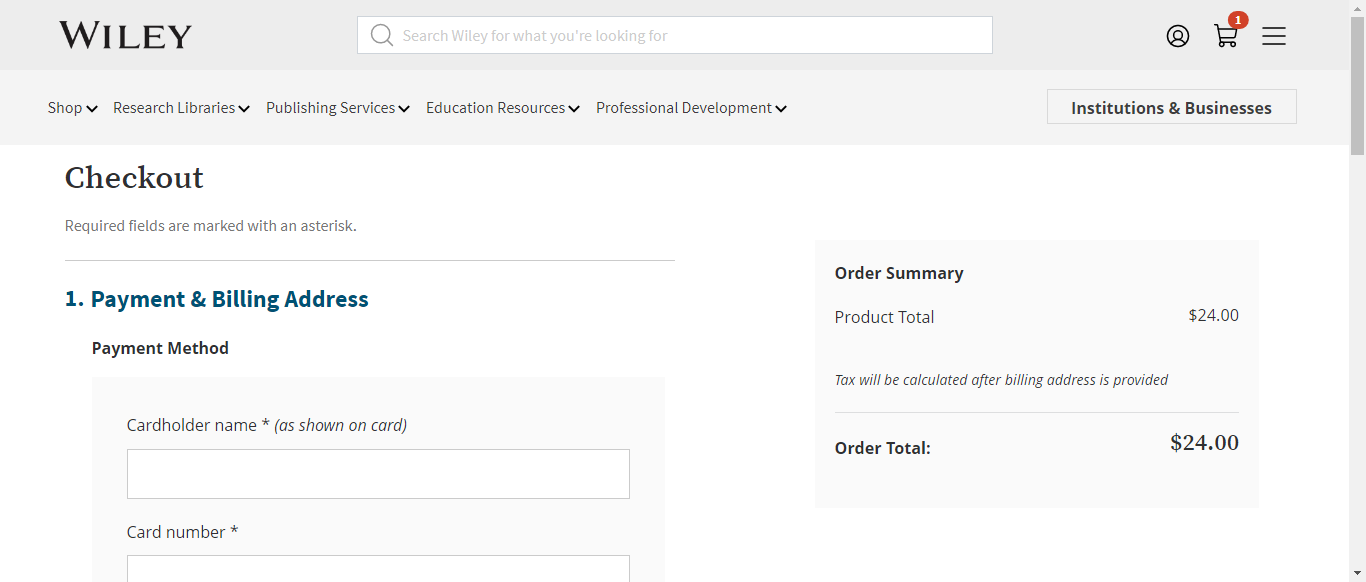 WILEY
Search Wiley for what you're looking for
1
Shop
Research Libraries
Publishing Services
Education Resources
Professional Development
Institutions & Businesses
Checkout
Required fields are marked with an asterisk.
1. Payment & Billing Address
Payment Method
Cardholder name * (as shown on card)
Card number *
Order Summary
Product Total $24.00
Tax will be calculated after billing address is provided
Order Total: $24.00